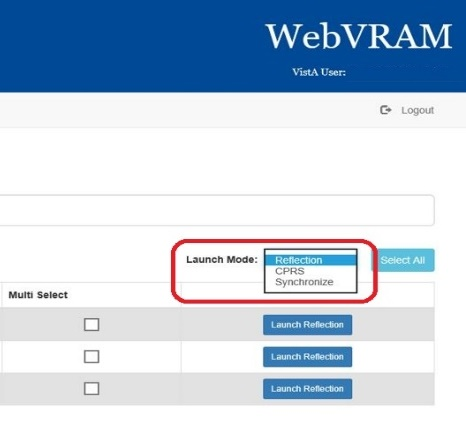 WebVRAM
VistA User:
Logout
Launch Mode: Reflection Select All
CPRS
Synchronize
Multi Select
Launch Reflection
Launch Reflection
Launch Reflection